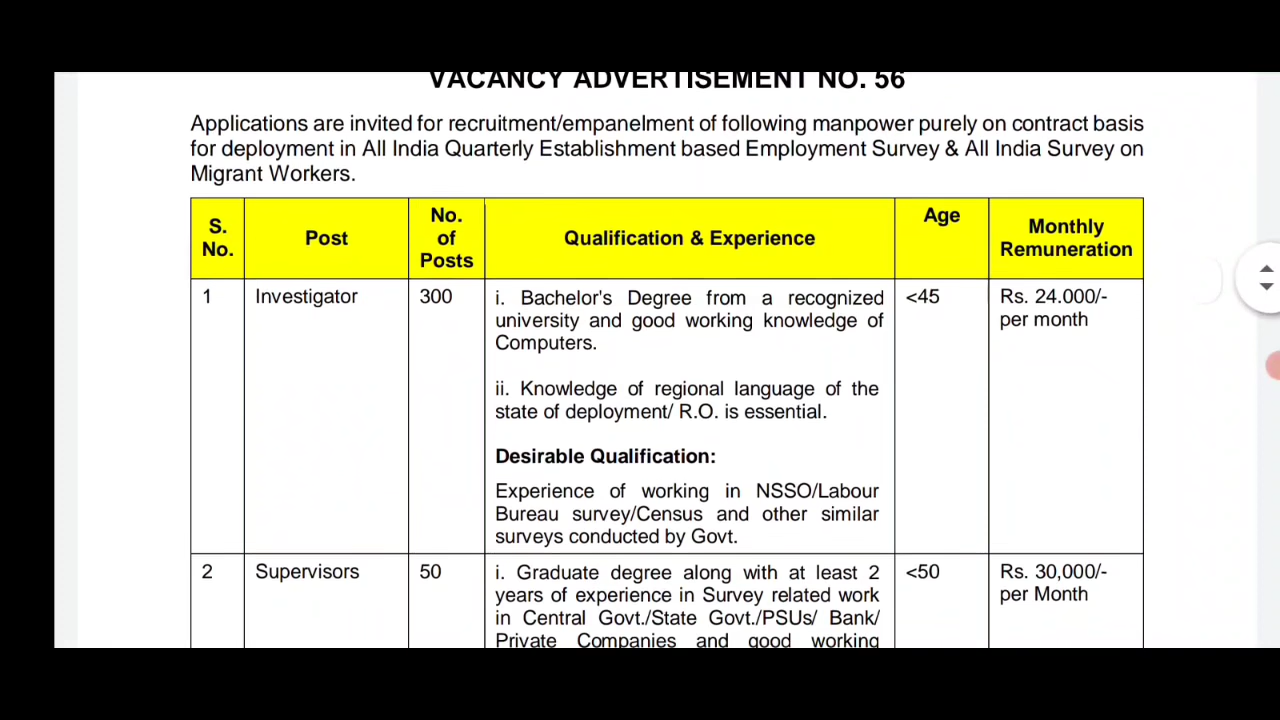 VACANCY ADVERTISEMENT NO. 56
Applications are invited for recruitment/empanelment of following manpower purely on contract basis
for deployment in All India Quarterly Establishment based Employment Survey & All India Survey on
Migrant Workers.
S. No.
Post
No. of Posts
Qualification & Experience
Age
Monthly Remuneration
1
Investigator
300
i. Bachelor's Degree from a recognized
university and good working knowledge of
Computers.
ii. Knowledge of regional language of the
state of deployment/ R.O. is essential.
Desirable Qualification:
Experience of working in NSSO/Labour
Bureau survey/Census and other similar
surveys conducted by Govt.
<45
Rs. 24.000/-
per month
2
Supervisors
50
i. Graduate degree along with at least 2
years of experience in Survey related work
in Central Govt./State Govt./PSUs/ Bank/
Private Companies and good working
<50
Rs. 30,000/-
per Month